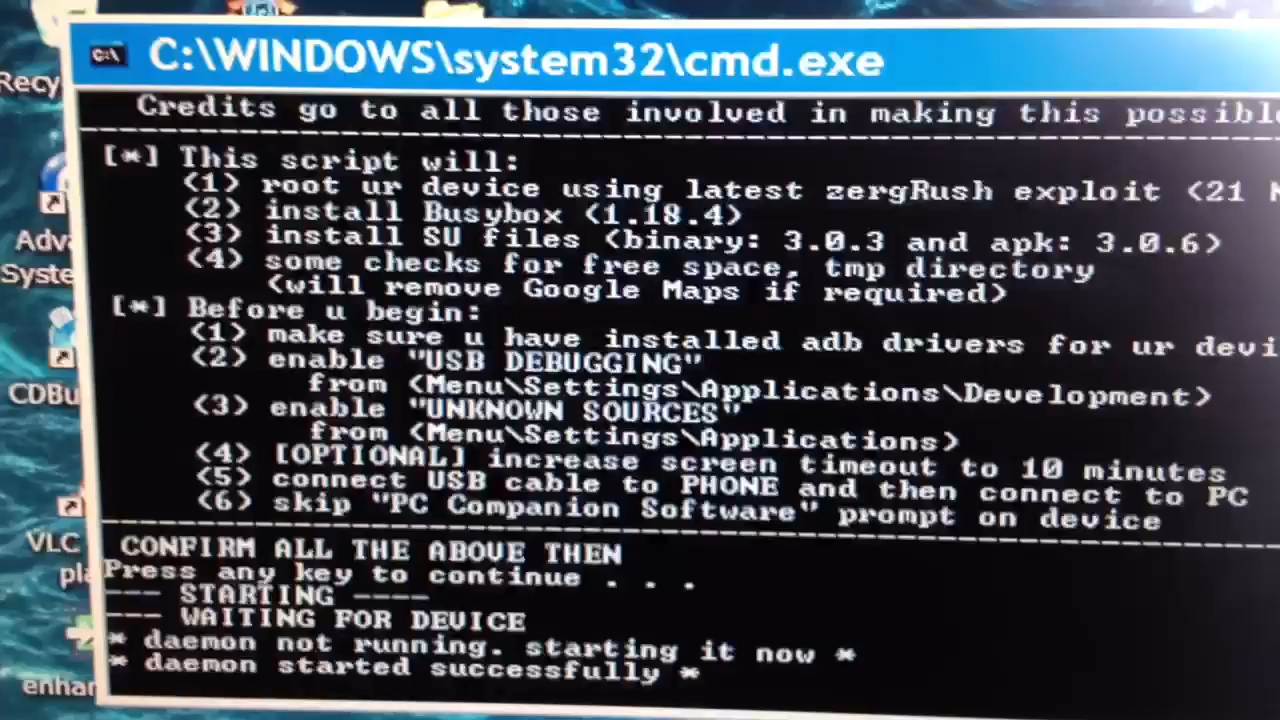 C:\WINDOWS\system32\cmd.exe
Credits go to all those involved in making this possibl
[*] This script will:
(1) root ur device using latest zergRush exploit (21
(2) install Busybox (1.18.4)
(3) install SU files (binary: 3.0.3 and apk: 3.0.6)
(4) some checks for free space, tmp directory
(will remove Google Maps if required)
[*] Before u begin:
(1) make sure u have installed adb drivers for ur devi
(2) enable "USB DEBUGGING"
from (Menu\Settings\Applications\Development)
(3) enable "UNKNOWN SOURCES"
from (Menu\Settings\Applications)
(4) [OPTIONAL] increase screen timeout to 10 minutes
(5) connect USB cable to PHONE and then connect to PC
(6) skip "PC Companion Software" prompt on device
CONFIRM ALL THE ABOVE THEN
Press any key to continue . . .
--- STARTING ----
--- WAITING FOR DEVICE
* daemon not running. starting it now *
* daemon started successfully *
Recy
Adva
Syste
CDBu
VLC
pla
enhan